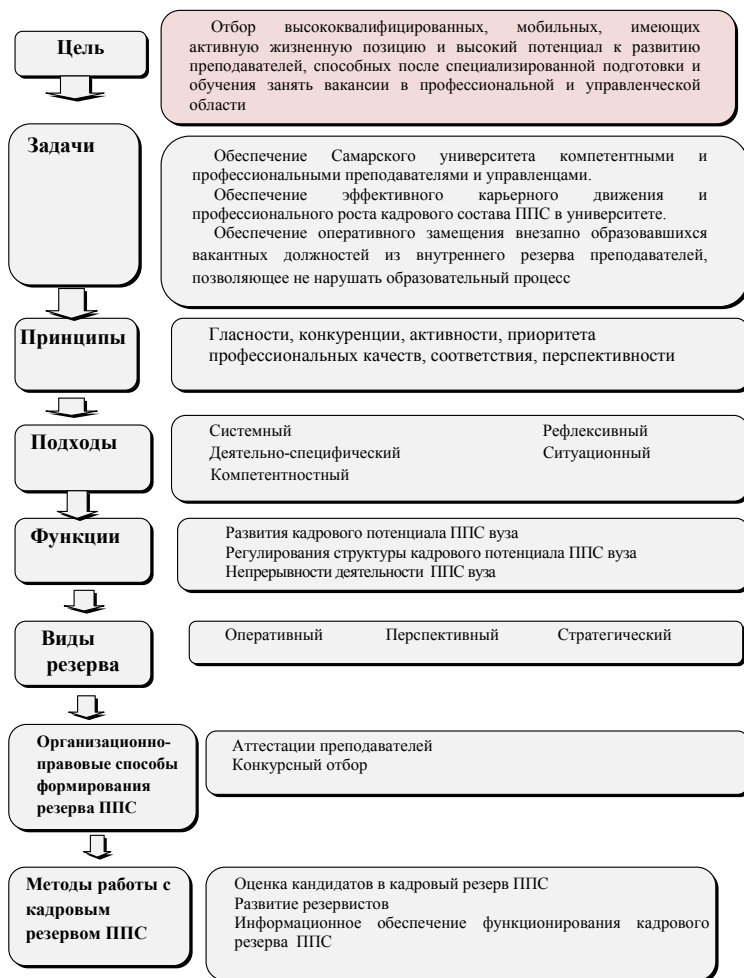 Цель
Отбор высококвалифицированных, мобильных, имеющих
активную жизненную позицию и высокий потенциал к развитию
преподавателей, способных после специализированной подготовки и
обучения занять вакансии в профессиональной и управленческой
области
Задачи
Обеспечение Самарского университета компетентными и
профессиональными преподавателями и управленцами.
Обеспечение эффективного карьерного движения и
профессионального роста кадрового состава ППС в университете.
Обеспечение оперативного замещения внезапно образовавшихся
вакантных должностей из внутреннего резерва преподавателей,
позволяющее не нарушать образовательный процесс
Принципы
Гласности, конкуренции, активности, приоритета
профессиональных качеств, соответствия, перспективности
Подходы
Системный Рефлексивный
Деятельно-специфический Ситуационный
Компетентностный
Функции
Развития кадрового потенциала ППС вуза
Регулирования структуры кадрового потенциала ППС вуза
Непрерывности деятельности ППС вуза
Виды
резерва
Оперативный Перспективный Стратегический
Организационно-
правовые способы
формирования
резерва ППС
Аттестации преподавателей
Конкурсный отбор
Методы работы с
кадровым
резервом ППС
Оценка кандидатов в кадровый резерв ППС
Развитие резервистов
Информационное обеспечение функционирования кадрового
резерва ППС